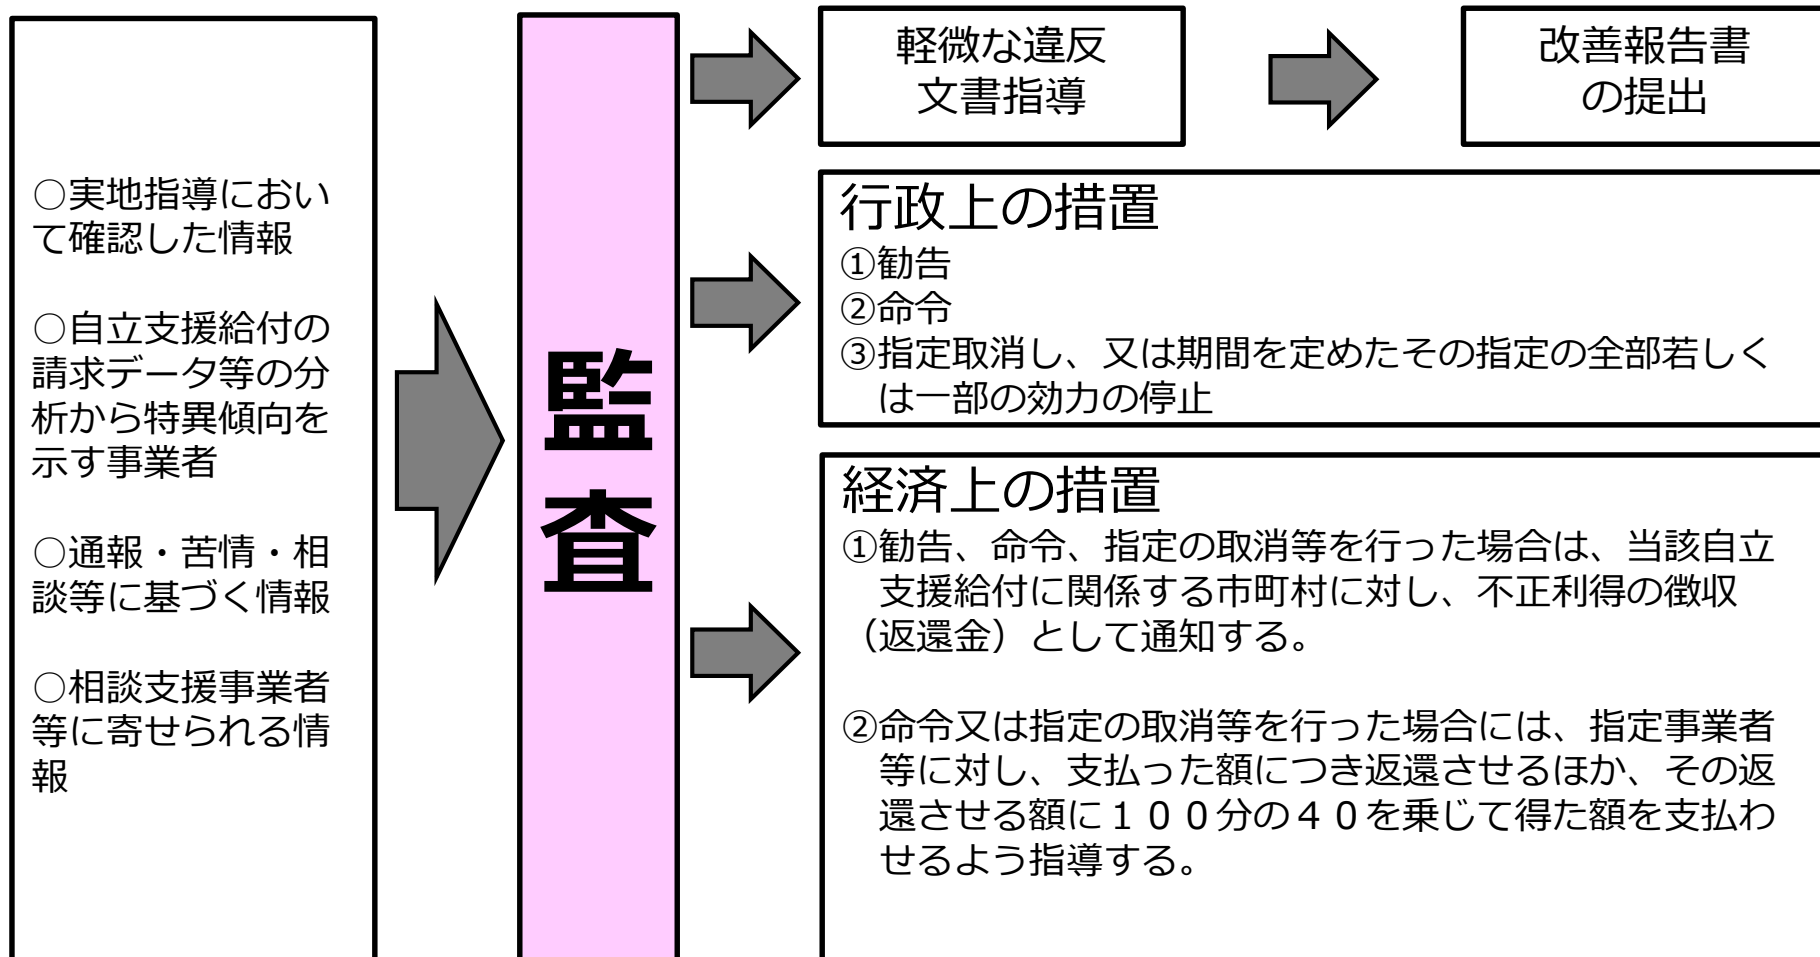 ○実地指導におい
て確認した情報
○自立支援給付の
請求データ等の分
析から特異傾向を
示す事業者
○通報・苦情・相
談等に基づく情報
○相談支援事業者
等に寄せられる情
報
監
査
軽微な違反
文書指導
改善報告書
の提出
行政上の措置
①勧告
②命令
③指定取消し、又は期間を定めたその指定の全部若しく
は一部の効力の停止
経済上の措置
①勧告、命令、指定の取消等を行った場合は、当該自立
支援給付に関係する市町村に対し、不正利得の徴収
（返還金）として通知する。
②命令又は指定の取消等を行った場合には、指定事業者
等に対し、支払った額につき返還させるほか、その返
還させる額に１００分の４０を乗じて得た額を支払わ
せるよう指導する。